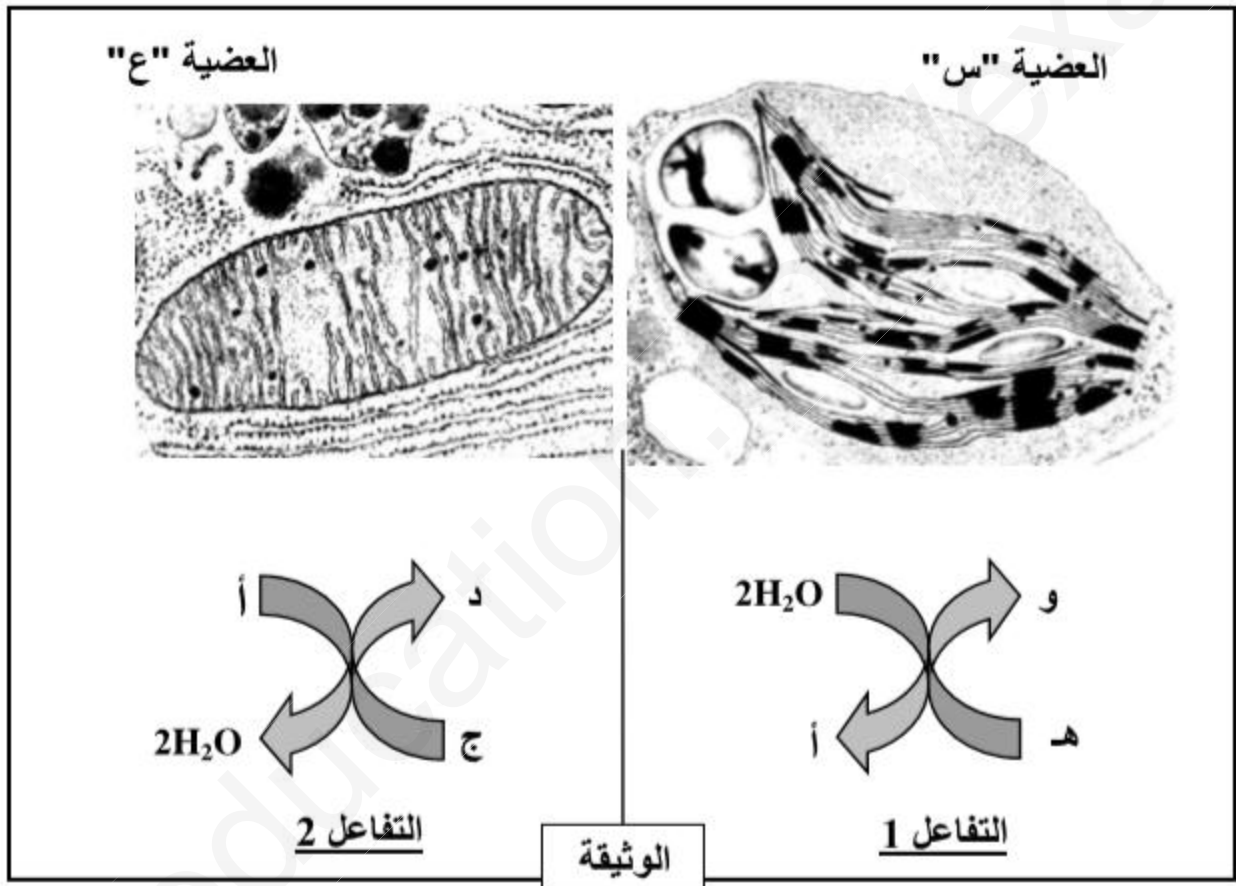 العضية "س"
العضية "ع"
2H₂O
و
أ
هـ
التفاعل 1
أ
د
2H₂O
ج
التفاعل 2
الوثيقة